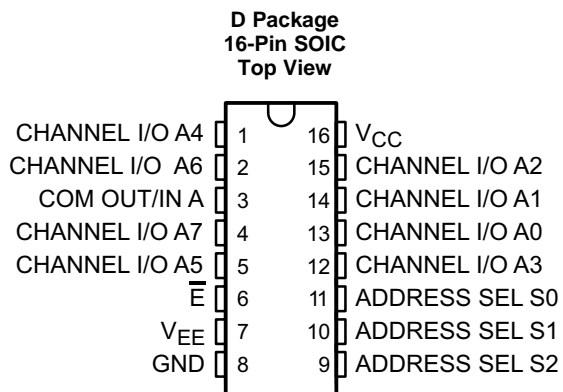 D Package
16-Pin SOIC
Top View
CHANNEL I/O A4 1 16 VCC
CHANNEL I/O A6 2 15 CHANNEL I/O A2
COM OUT/IN A 3 14 CHANNEL I/O A1
CHANNEL I/O A7 4 13 CHANNEL I/O A0
CHANNEL I/O A5 5 12 CHANNEL I/O A3
E̅ 6 11 ADDRESS SEL S0
VEE 7 10 ADDRESS SEL S1
GND 8 9 ADDRESS SEL S2